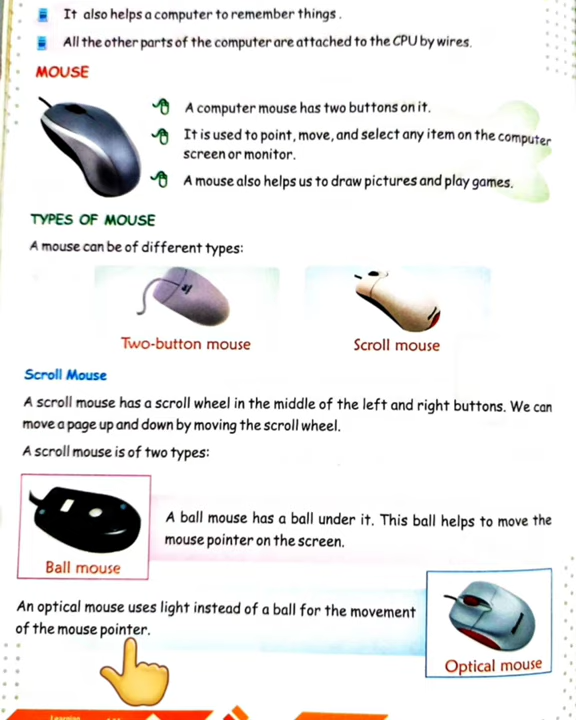 It also helps a computer to remember things.
All the other parts of the computer are attached to the CPU by wires.
MOUSE
A computer mouse has two buttons on it.
It is used to point, move, and select any item on the computer
screen or monitor.
A mouse also helps us to draw pictures and play games.
TYPES OF MOUSE
A mouse can be of different types:
Two-button mouse
Scroll mouse
Scroll Mouse
A scroll mouse has a scroll wheel in the middle of the left and right buttons. We can
move a page up and down by moving the scroll wheel.
A scroll mouse is of two types:
A ball mouse has a ball under it. This ball helps to move the
mouse pointer on the screen.
Ball mouse
An optical mouse uses light instead of a ball for the movement
of the mouse pointer.
Optical mouse
Learning